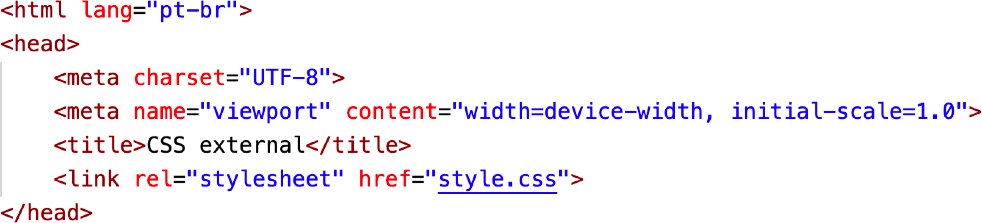 <html lang="pt-br">
<head>
    <meta charset="UTF-8">
    <meta name="viewport" content="width=device-width, initial-scale=1.0">
    <title>CSS external</title>
    <link rel="stylesheet" href="style.css">
</head>